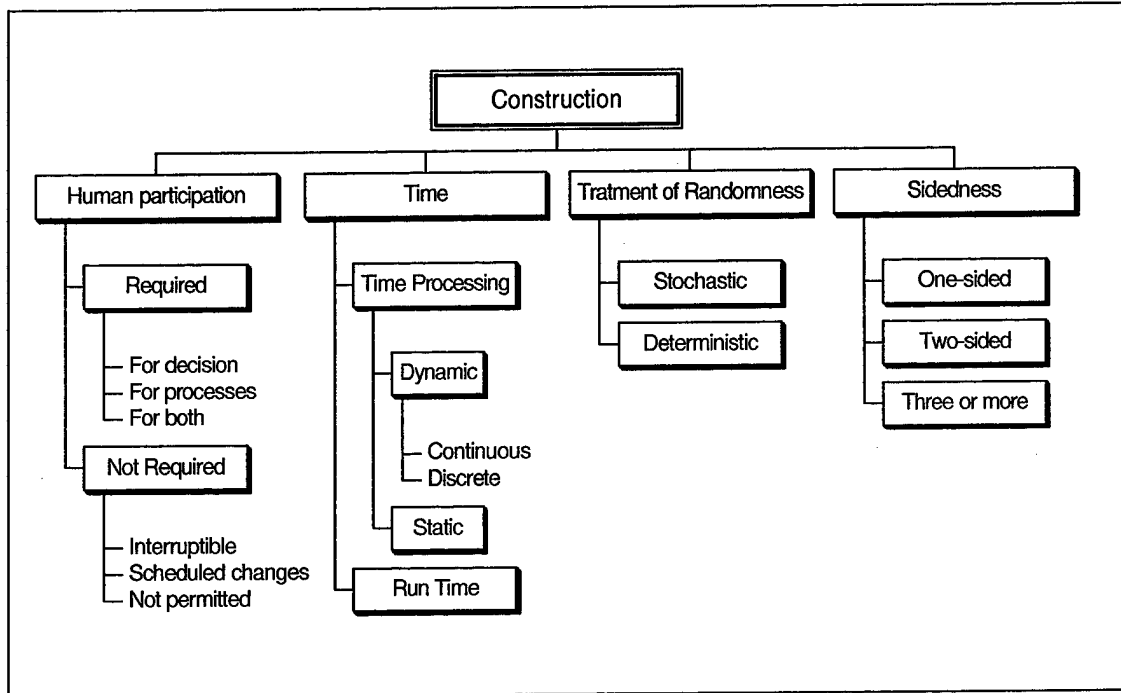 Construction
Human participation
Required
For decision
For processes
For both
Not Required
Interruptible
Scheduled changes
Not permitted
Time
Time Processing
Dynamic
Continuous
Discrete
Static
Run Time
Tratment of Randomness
Stochastic
Deterministic
Sidedness
One-sided
Two-sided
Three or more